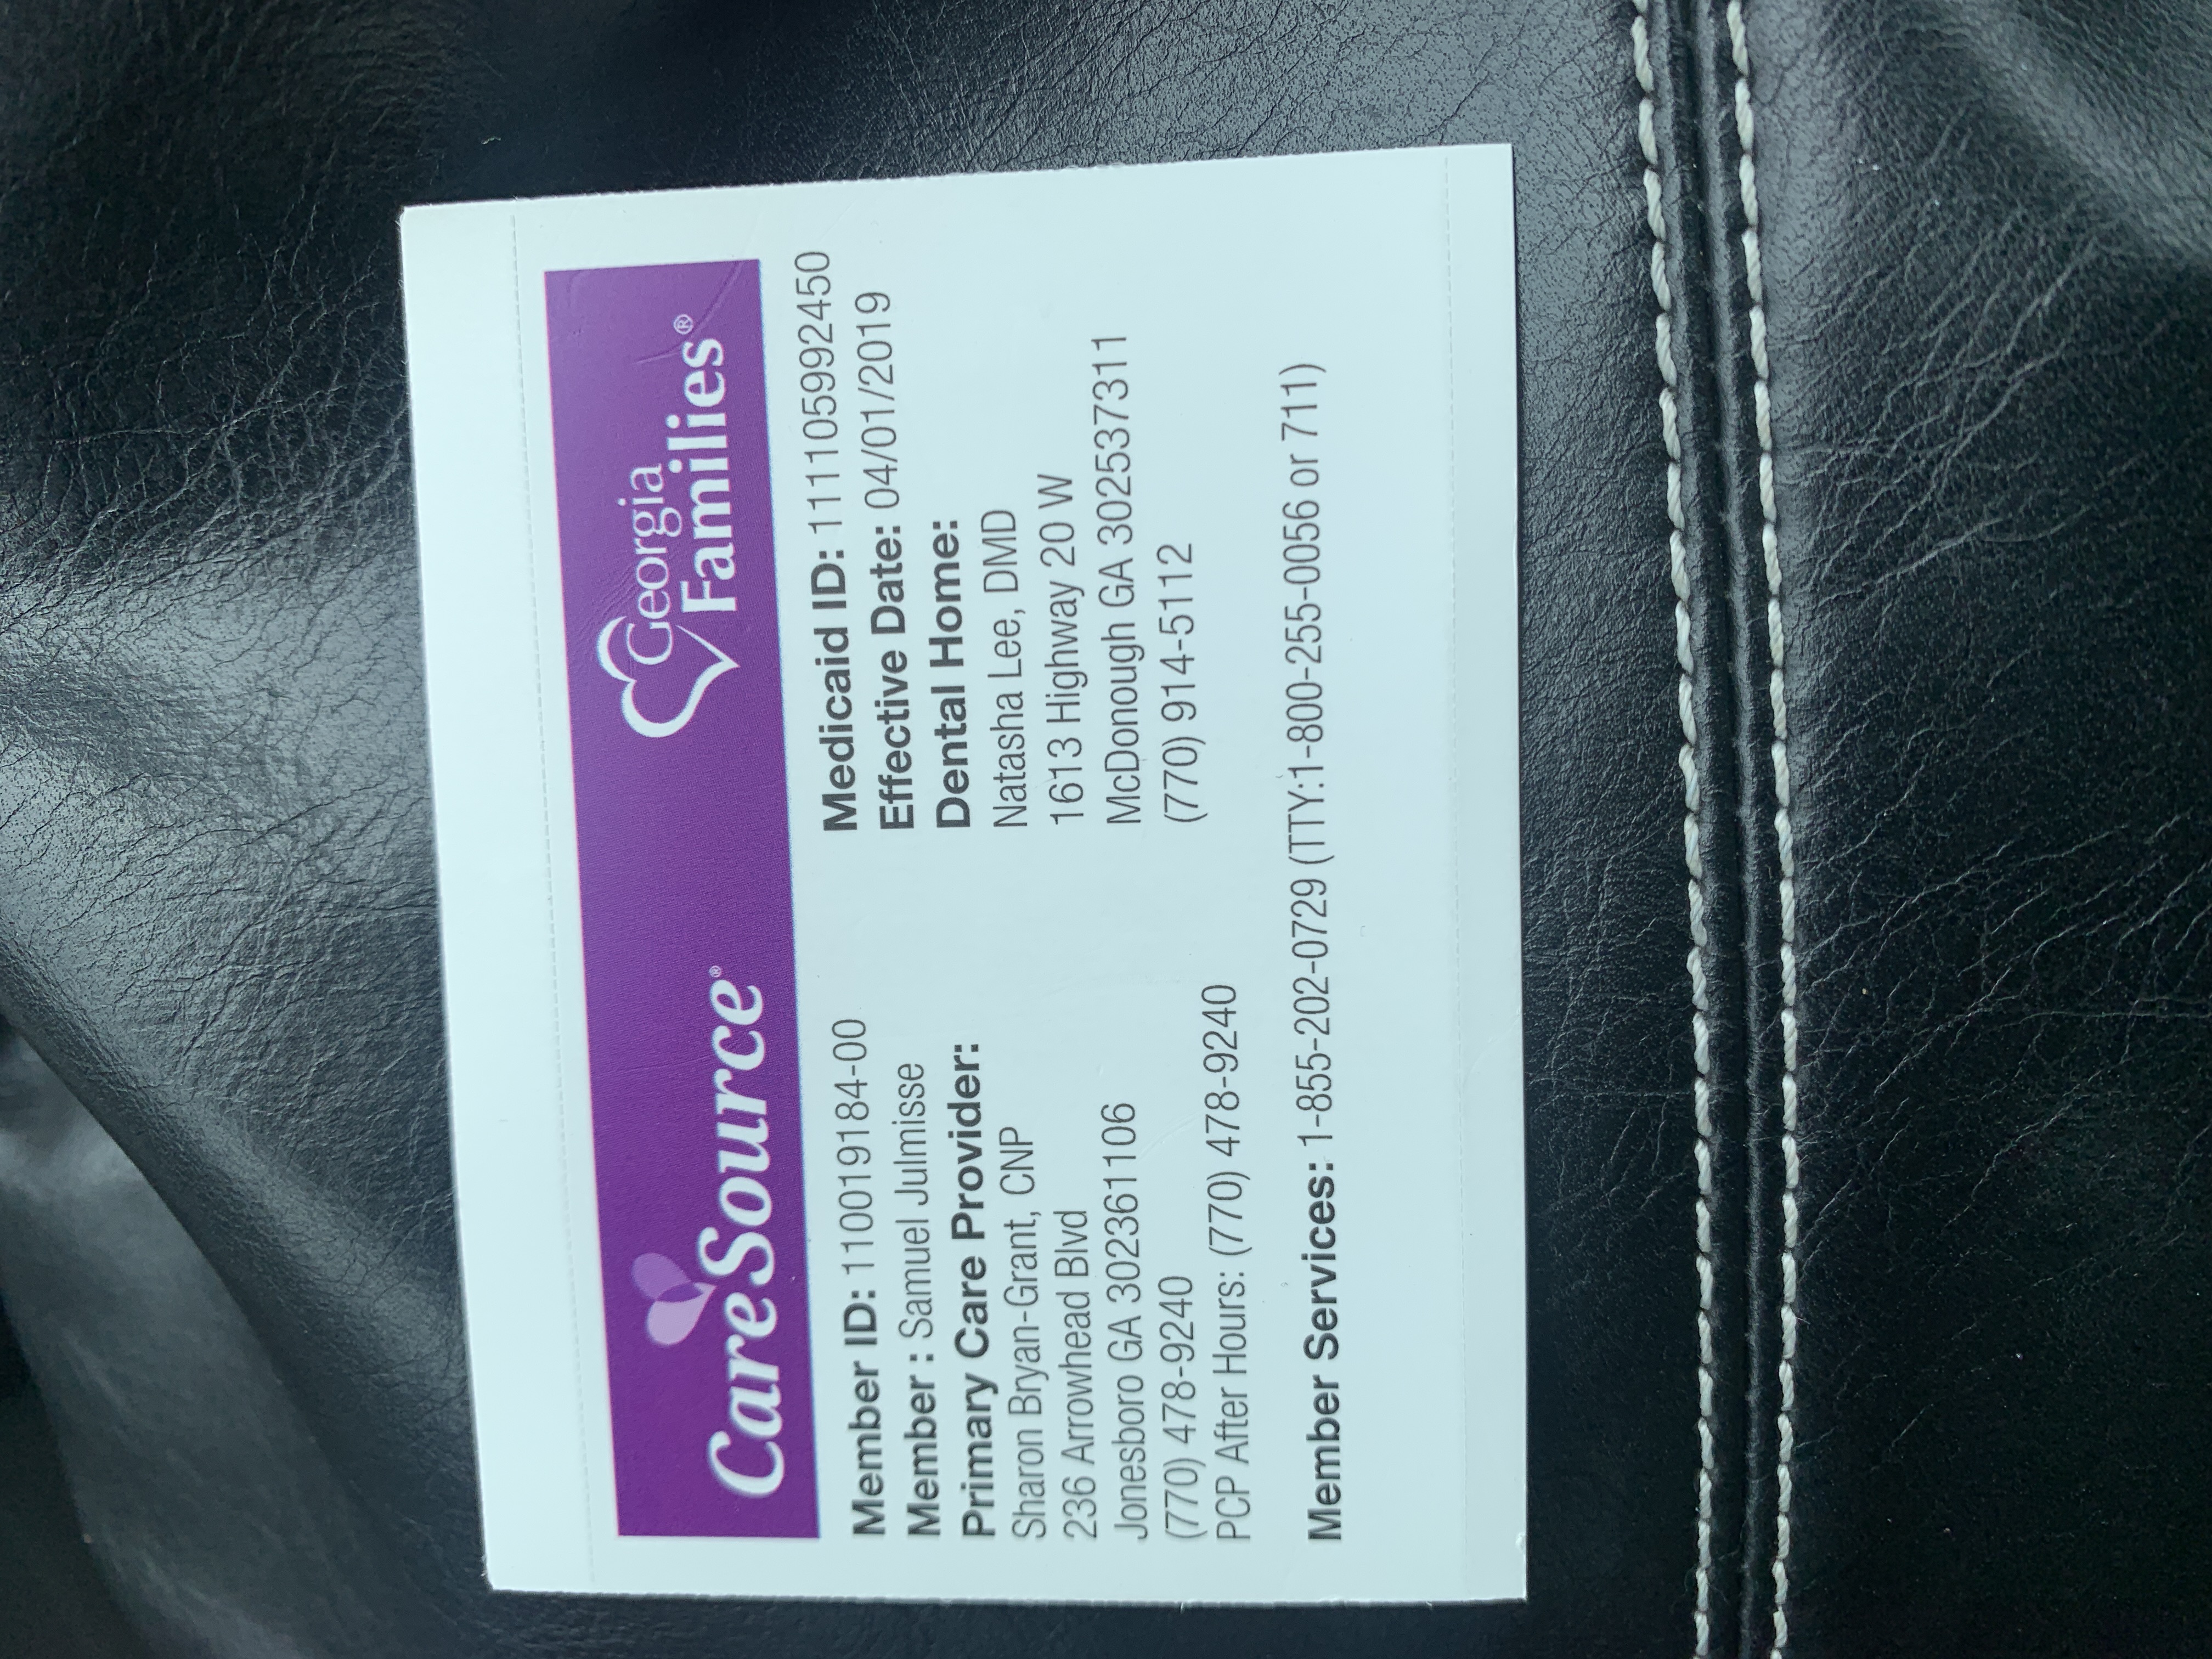 CareSource®
Georgia
Families®
Member ID: 11001919184-00
Member : Samuel Julmisse
Primary Care Provider:
Sharon Bryan-Grant, CNP
236 Arrowhead Blvd
Jonesboro GA 302361106
(770) 478-9240
PCP After Hours: (770) 478-9240
Medicaid ID: 111105992450
Effective Date: 04/01/2019
Dental Home:
Natasha Lee, DMD
1613 Highway 20 W
McDonough GA 302537311
(770) 914-5112
Member Services: 1-855-202-0729 (TTY:1-800-255-0056 or 711)